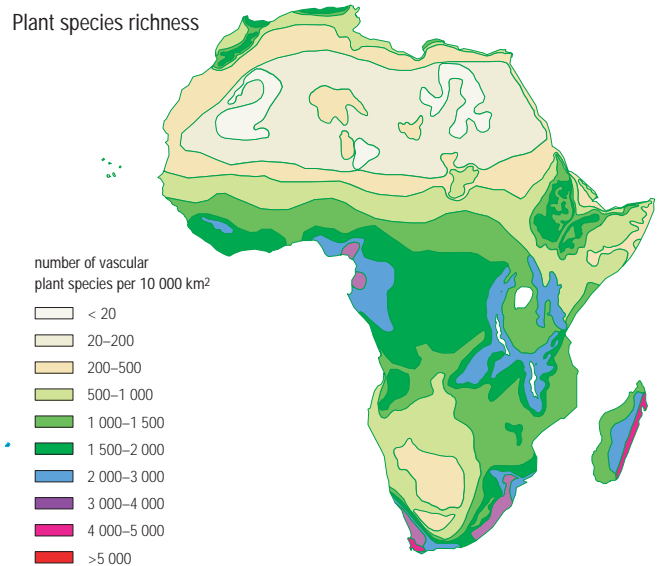 Plant species richness
number of vascular
plant species per 10 000 km2
< 20
20–200
200–500
500–1 000
1 000–1 500
1 500–2 000
2 000–3 000
3 000–4 000
4 000–5 000
>5 000